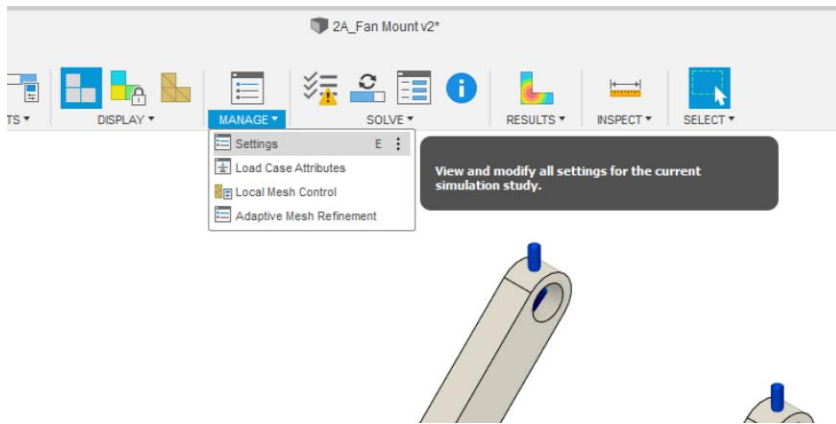 2A_Fan Mount v2*
TS ▾ DISPLAY ▾ MANAGE ▾ SOLVE ▾ RESULTS ▾ INSPECT ▾ SELECT ▾
Settings E
Load Case Attributes
Local Mesh Control
Adaptive Mesh Refinement
View and modify all settings for the current
simulation study.